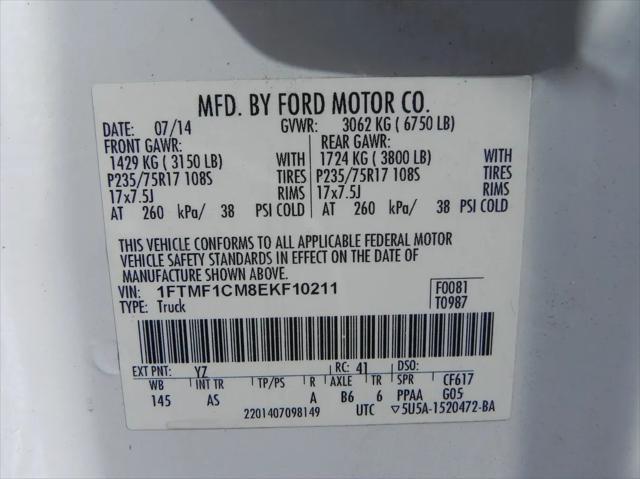 MFD. BY FORD MOTOR CO.
DATE: 07/14 GVWR: 3062 KG ( 6750 LB)
FRONT GAWR: REAR GAWR:
1429 KG ( 3150 LB) WITH 1724 KG ( 3800 LB) WITH
P235/75R17 108S TIRES P235/75R17 108S TIRES
17x7.5J RIMS 17x7.5J RIMS
AT 260 kPa/ 38 PSI COLD AT 260 kPa/ 38 PSI COLD
THIS VEHICLE CONFORMS TO ALL APPLICABLE FEDERAL MOTOR
VEHICLE SAFETY STANDARDS IN EFFECT ON THE DATE OF
MANUFACTURE SHOWN ABOVE.
VIN: 1FTMF1CM8EKF10211 F0081
TYPE: Truck T0987
EXT PNT: YZ RC: 41 DSO:
WB INT TR TP/PS R AXLE TR SPR CF617
145 AS A B6 6 PPAA G05
2201407098149 UTC ▽5U5A-1520472-BA